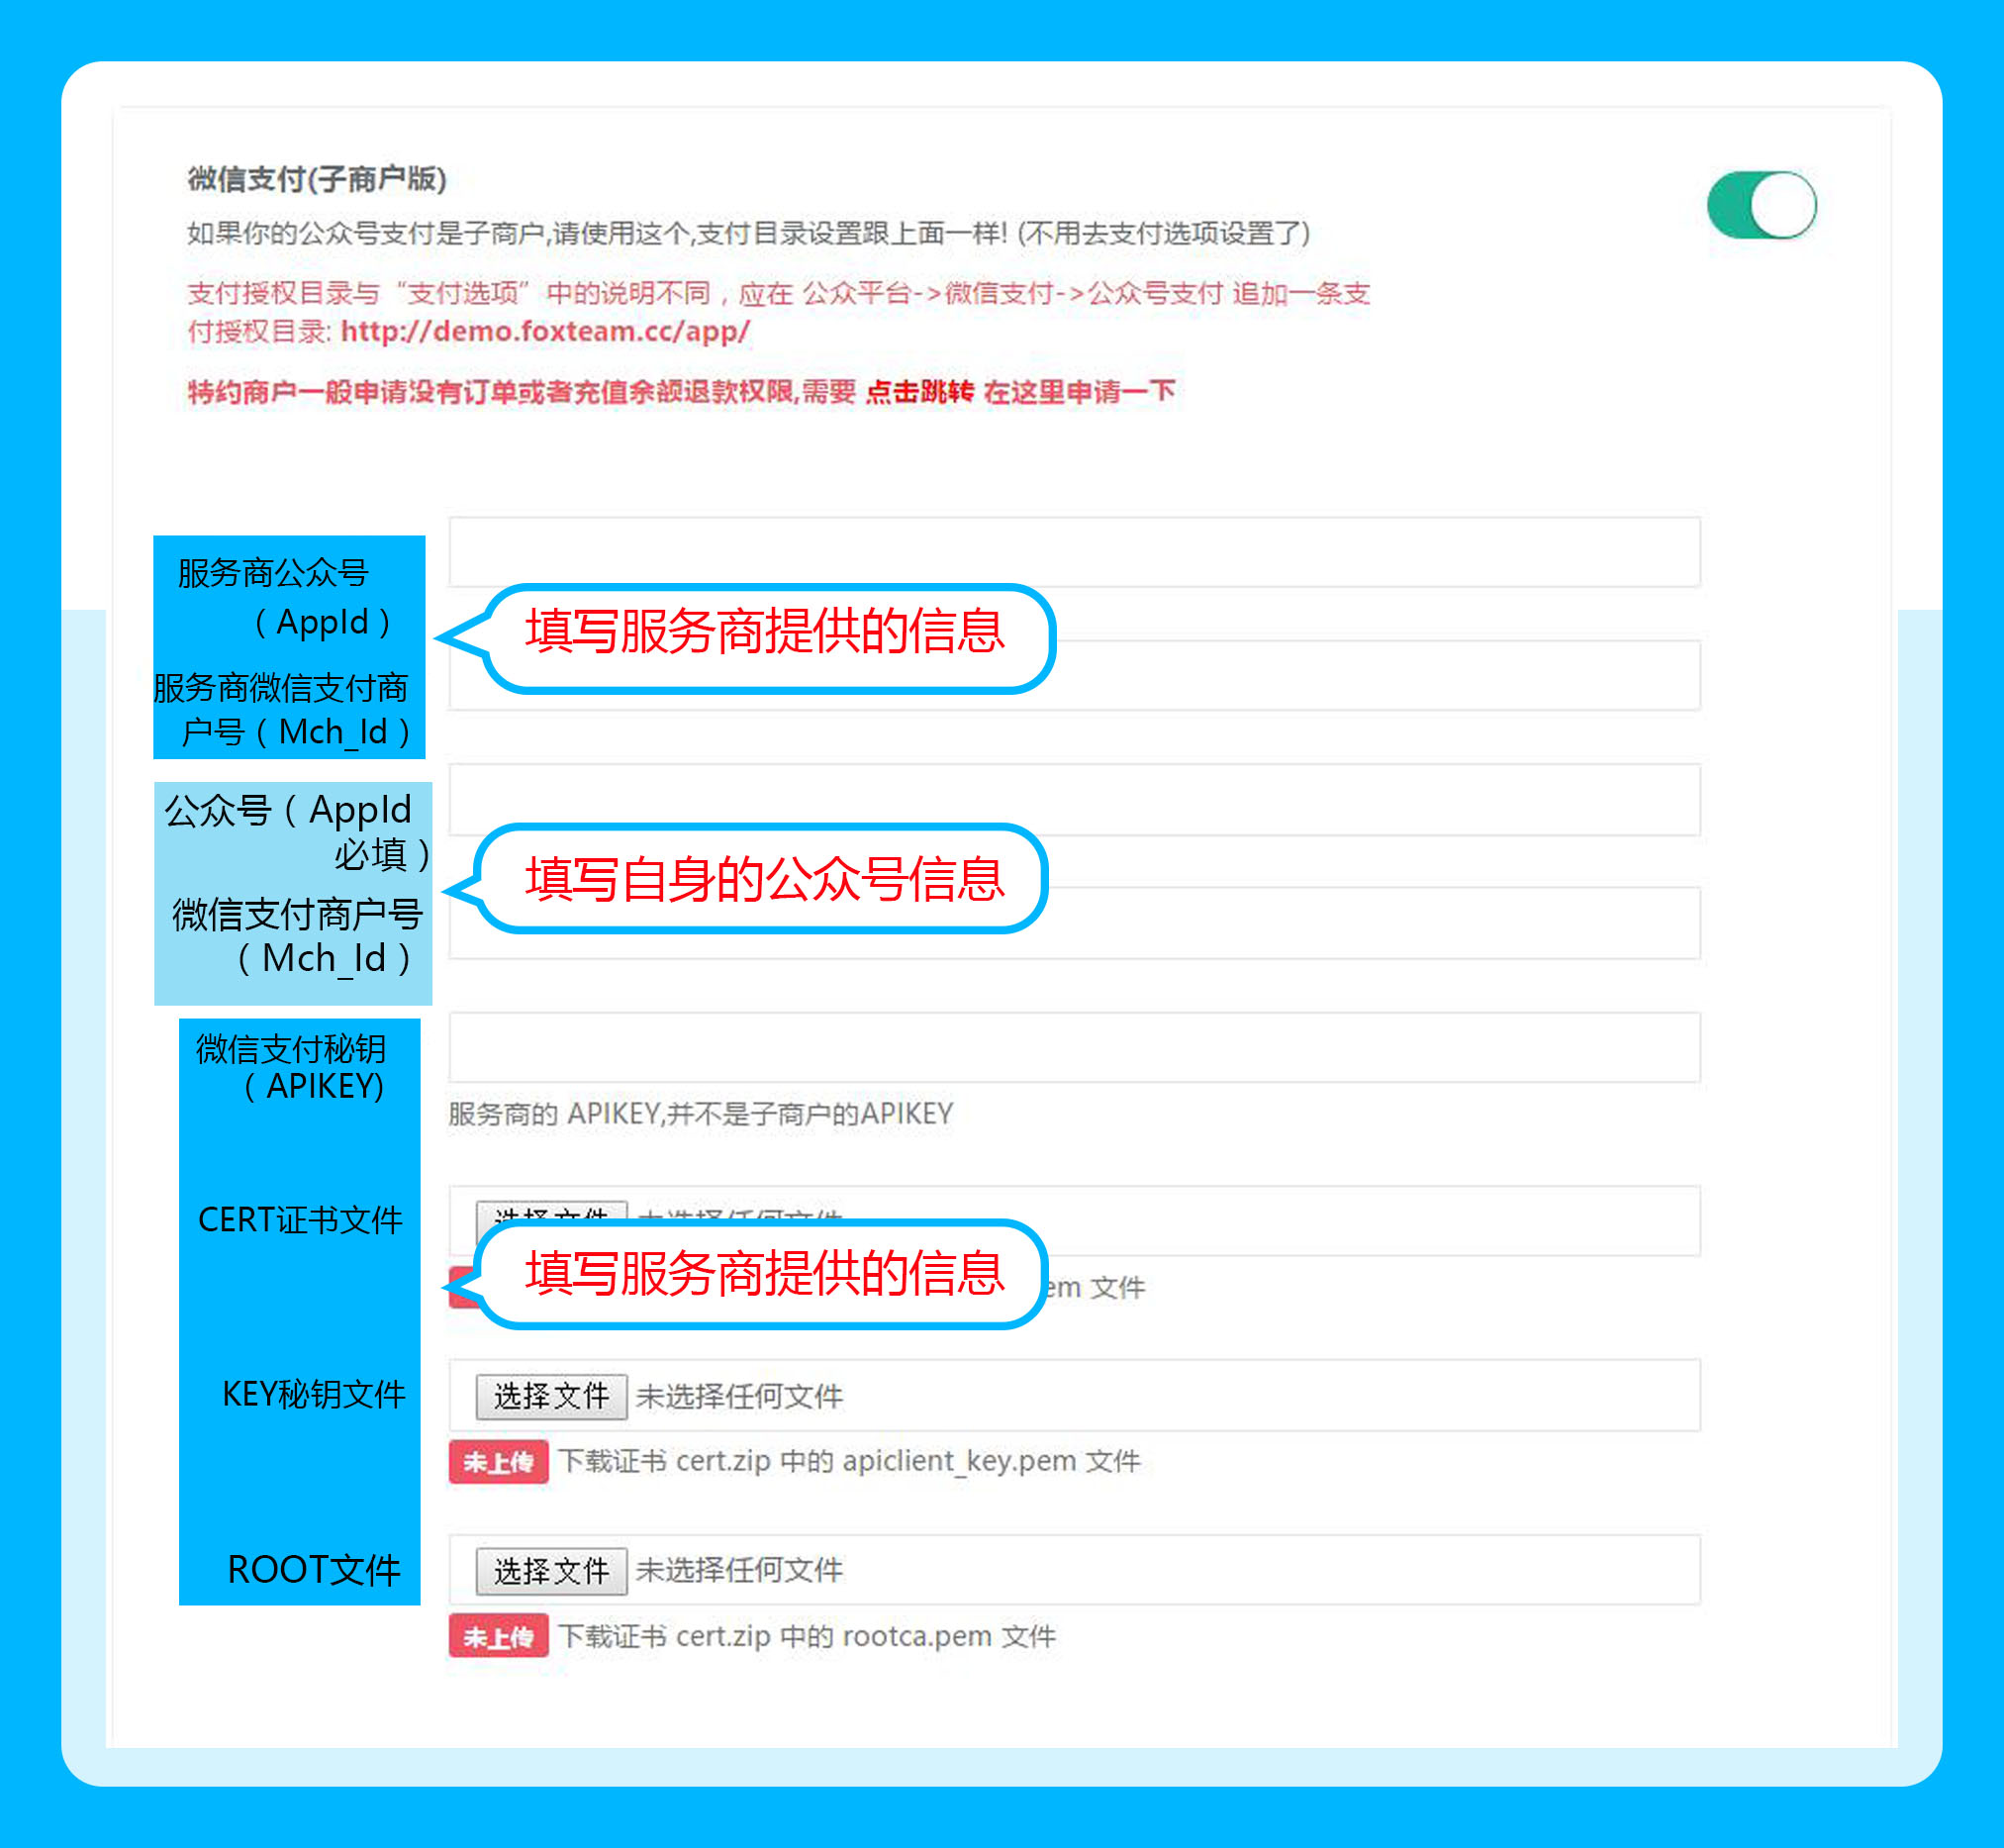 微信支付(子商户版)
如果你的公众号支付是子商户,请使用这个,支付目录设置跟上面一样! (不用去支付选项设置了)
支付授权目录与“支付选项”中的说明不同，应在 公众平台->微信支付->公众号支付 追加一条支
付授权目录: http://demo.foxteam.cc/app/
特约商户一般申请没有订单或者充值余额退款权限,需要 点击跳转 在这里申请一下
服务商公众号
（AppId）
填写服务商提供的信息
服务商微信支付商
户号（Mch_Id）
公众号（AppId
必填）
填写自身的公众号信息
微信支付商户号
（Mch_Id）
微信支付秘钥
（APIKEY)
服务商的 APIKEY,并不是子商户的APIKEY
CERT证书文件
选择文件 未选择任何文件
填写服务商提供的信息
em 文件
KEY秘钥文件
选择文件 未选择任何文件
未上传 下载证书 cert.zip 中的 apiclient_key.pem 文件
ROOT文件
选择文件 未选择任何文件
未上传 下载证书 cert.zip 中的 rootca.pem 文件